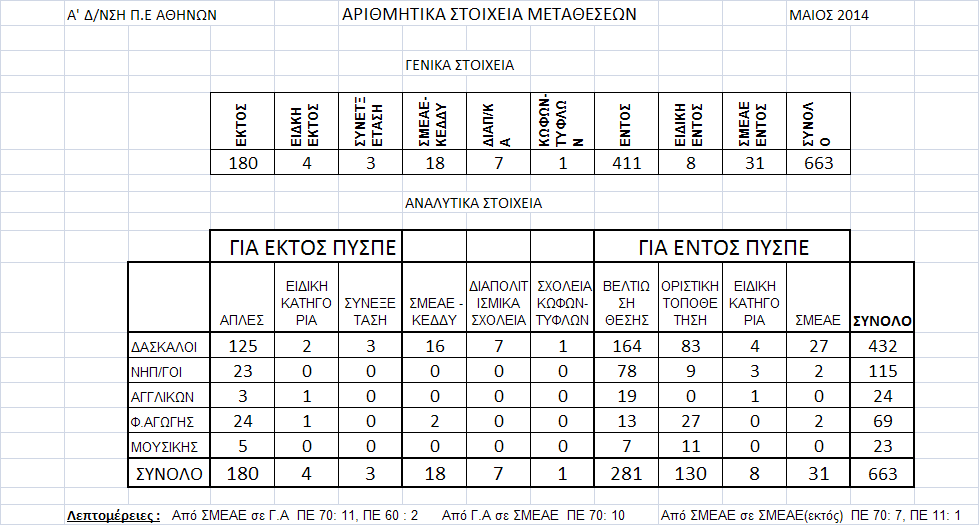 Α' Δ/ΝΣΗ Π.Ε ΑΘΗΝΩΝ ΑΡΙΘΜΗΤΙΚΑ ΣΤΟΙΧΕΙΑ ΜΕΤΑΘΕΣΕΩΝ ΜΑΙΟΣ 2014
ΓΕΝΙΚΑ ΣΤΟΙΧΕΙΑ
ΕΚΤΟΣ ΕΙΔΚΗ ΕΚΤΟΣ ΣΥΝΕΤΞ ΕΤΑΣΗ ΣΜΕΑΕ- ΚΕΔΔΥ ΔΙΑΠ/Κ Α ΚΩΦΩΝ- ΤΥΦΛΩ Ν ΕΝΤΟΣ ΕΙΔΙΚΗ ΕΝΤΟΣ ΣΜΕΑΕ ΕΝΤΟΣ ΣΥΝΟΛ Ο
180 4 3 18 7 1 411 8 31 663
ΑΝΑΛΥΤΙΚΑ ΣΤΟΙΧΕΙΑ
ΓΙΑ ΕΚΤΟΣ ΠΥΣΠΕ ΓΙΑ ΕΝΤΟΣ ΠΥΣΠΕ
ΑΠΛΕΣ ΕΙΔΙΚΗ ΚΑΤΗΓΟ ΡΙΑ ΣΥΝΕΞΕ ΤΑΣΗ ΣΜΕΑΕ - ΚΕΔΔΥ ΔΙΑΠΟΛΙΤ ΙΣΜΙΚΑ ΣΧΟΛΕΙΑ ΣΧΟΛΕΙΑ ΚΩΦΩΝ- ΤΥΦΛΩΝ ΒΕΛΤΙΩ ΣΗ ΘΕΣΗΣ ΟΡΙΣΤΙΚΗ ΤΟΠΟΘΕ ΤΗΣΗ ΕΙΔΙΚΗ ΚΑΤΗΓΟ ΡΙΑ ΣΜΕΑΕ ΣΥΝΟΛΟ
ΔΑΣΚΑΛΟΙ 125 2 3 16 7 1 164 83 4 27 432
ΝΗΠ/ΓΟΙ 23 0 0 0 0 0 78 9 3 2 115
ΑΓΓΛΙΚΩΝ 3 1 0 0 0 0 19 0 1 0 24
Φ.ΑΓΩΓΗΣ 24 1 0 2 0 0 13 27 0 2 69
ΜΟΥΣΙΚΗΣ 5 0 0 0 0 0 7 11 0 0 23
ΣΥΝΟΛΟ 180 4 3 18 7 1 281 130 8 31 663
Λεπτομέρειες : Από ΣΜΕΑΕ σε Γ.Α ΠΕ 70: 11, ΠΕ 60 : 2 Από Γ.Α σε ΣΜΕΑΕ ΠΕ 70: 10 Από ΣΜΕΑΕ σε ΣΜΕΑΕ(εκτός) ΠΕ 70: 7, ΠΕ 11: 1